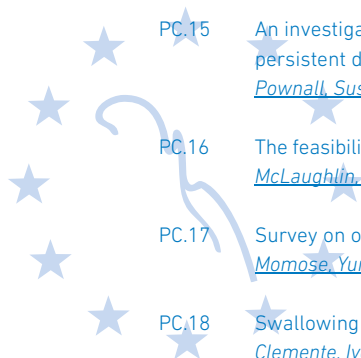 PC.15 An investiga
persistent d
Pownall, Sus
PC.16 The feasibili
McLaughlin,
PC.17 Survey on o
Momose, Yu
PC.18 Swallowing
Clemente, Iv